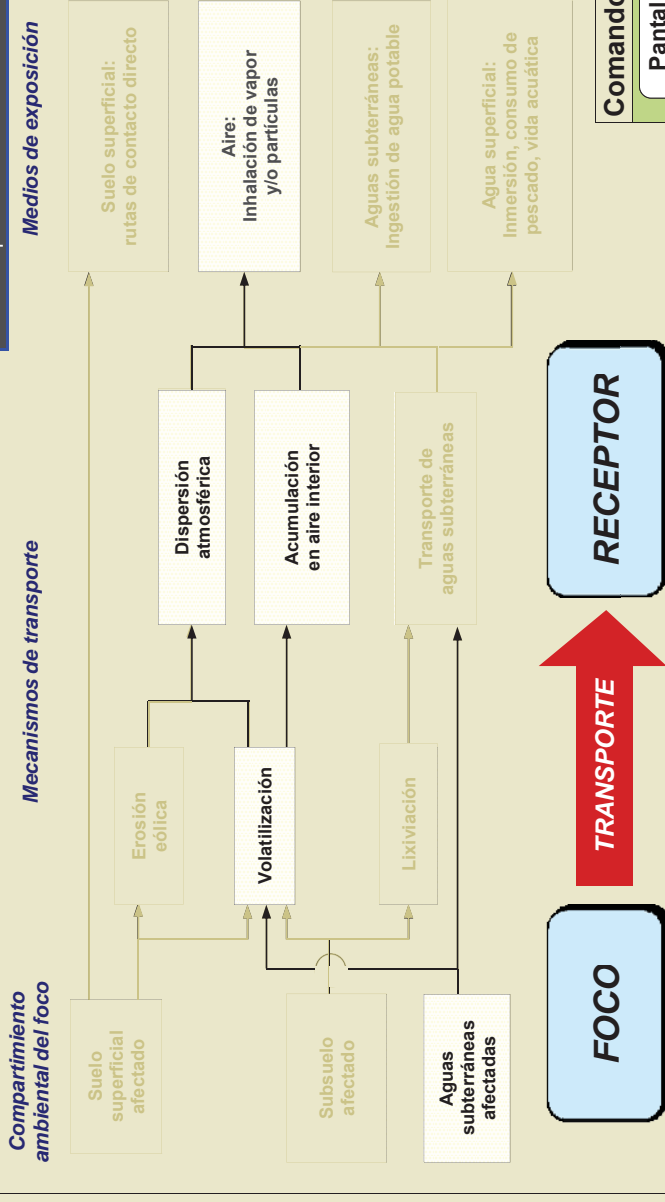 Compartimiento
ambiental del foco
Mecanismos de transporte
Medios de exposición
Suelo
superficial
afectado
Subsuelo
afectado
Aguas
subterráneas
afectadas
Erosión
eólica
Volatilización
Lixiviación
Dispersión
atmosférica
Acumulación
en aire interior
Transporte de
aguas subterráneas
Suelo superficial:
rutas de contacto directo
Aire:
Inhalación de vapor
y/o partículas
Aguas subterráneas:
Ingestión de agua potable
Agua superficial:
Inmersión, consumo de
pescado, vida acuática
FOCO
TRANSPORTE
RECEPTOR